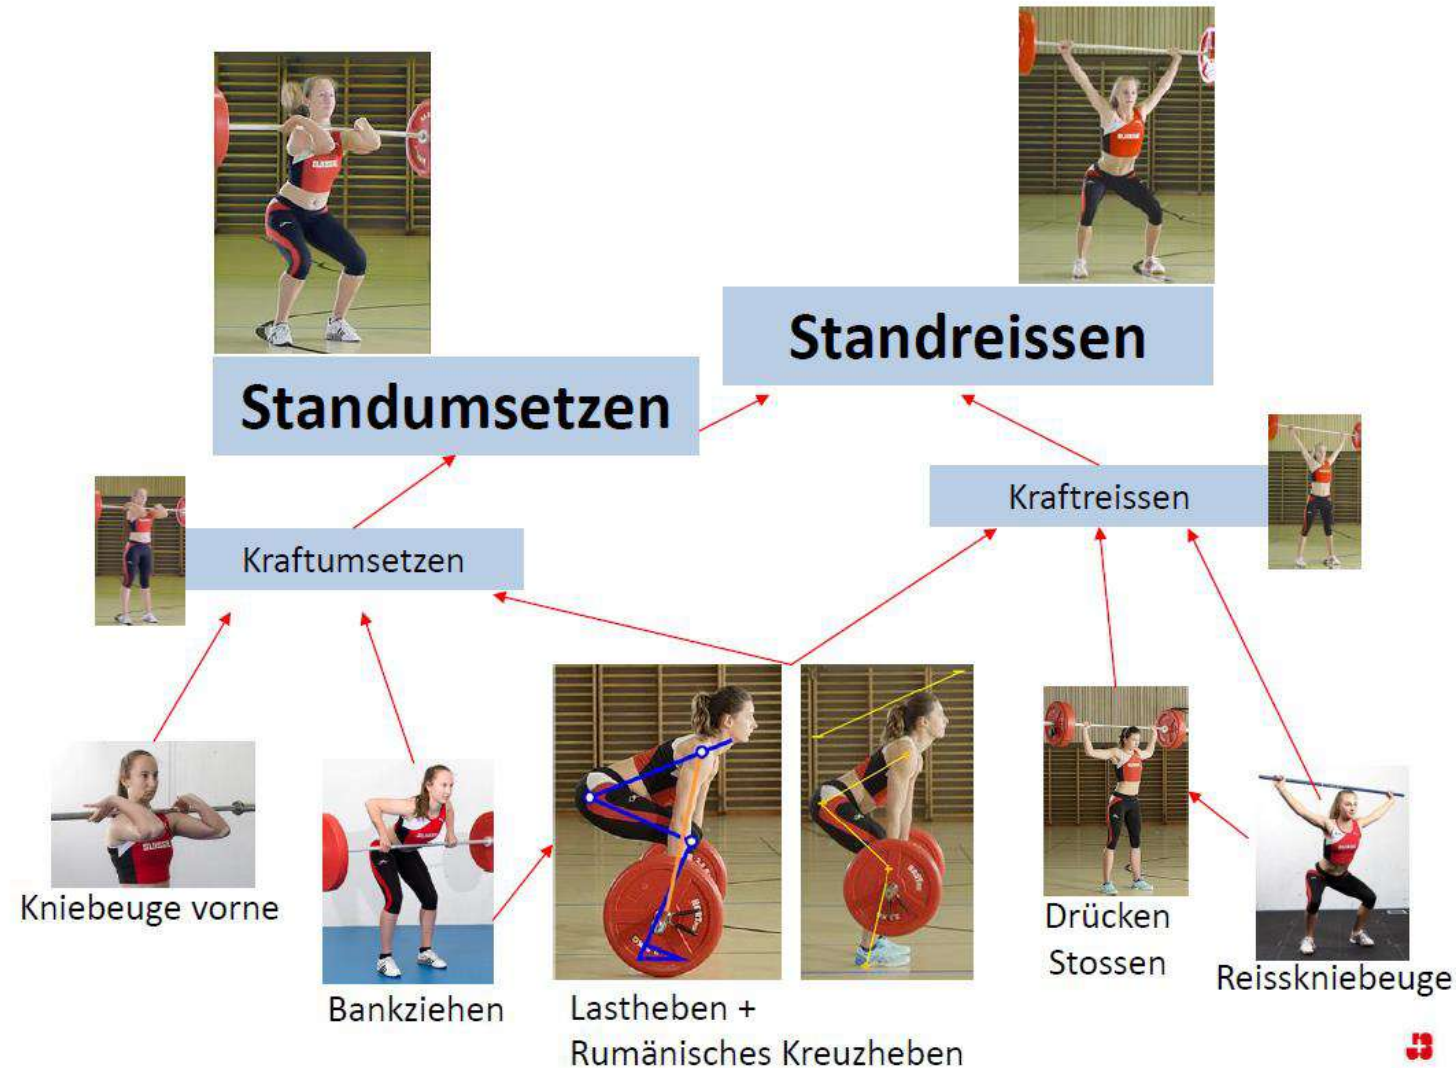 Standreissen
Standumsetzen
Kraftreissen
Kraftumsetzen
Kniebeuge vorne
Bankziehen
Lastheben +
Rumänisches Kreuzheben
Drücken
Stossen
Reisskniebeuge